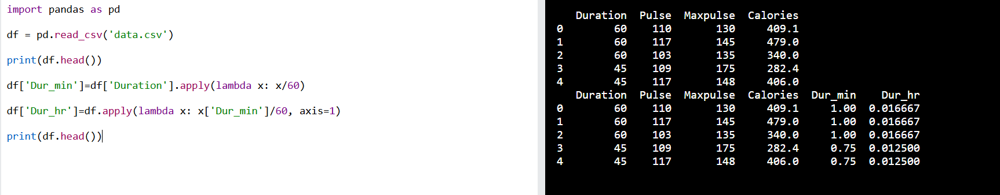 import pandas as pd
df = pd.read_csv('data.csv')
print(df.head())
df['Dur_min']=df['Duration'].apply(lambda x: x/60)
df['Dur_hr']=df.apply(lambda x: x['Dur_min']/60, axis=1)
print(df.head())
   Duration  Pulse  Maxpulse  Calories
0        60    110       130     409.1
1        60    117       145     479.0
2        60    103       135     340.0
3        45    109       175     282.4
4        45    117       148     406.0
   Duration  Pulse  Maxpulse  Calories  Dur_min    Dur_hr
0        60    110       130     409.1     1.00  0.016667
1        60    117       145     479.0     1.00  0.016667
2        60    103       135     340.0     1.00  0.016667
3        45    109       175     282.4     0.75  0.012500
4        45    117       148     406.0     0.75  0.012500